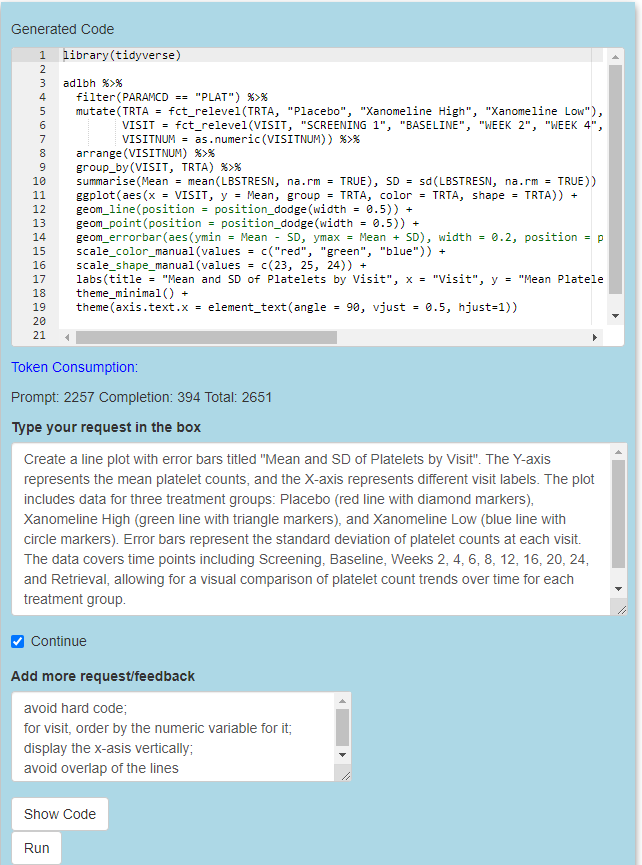 Generated Code
1 library(tidyverse)
2
3 adlbh %>%
4 filter(PARAMCD == "PLAT") %>%
5 mutate(TRTA = fct_relevel(TRTA, "Placebo", "Xanomeline High", "Xanomeline Low"),
6 VISIT = fct_relevel(VISIT, "SCREENING 1", "BASELINE", "WEEK 2", "WEEK 4",
7 VISITNUM = as.numeric(VISITNUM)) %>%
8 arrange(VISITNUM) %>%
9 group_by(VISIT, TRTA) %>%
10 summarise(Mean = mean(LBSTRESN, na.rm = TRUE), SD = sd(LBSTRESN, na.rm = TRUE))
11 ggplot(aes(x = VISIT, y = Mean, group = TRTA, color = TRTA, shape = TRTA)) +
12 geom_line(position = position_dodge(width = 0.5)) +
13 geom_point(position = position_dodge(width = 0.5)) +
14 geom_errorbar(aes(ymin = Mean - SD, ymax = Mean + SD), width = 0.2, position = p
15 scale_color_manual(values = c("red", "green", "blue")) +
16 scale_shape_manual(values = c(23, 25, 24)) +
17 labs(title = "Mean and SD of Platelets by Visit", x = "Visit", y = "Mean Platele
18 theme_minimal() +
19 theme(axis.text.x = element_text(angle = 90, vjust = 0.5, hjust=1))
20
21
Token Consumption:
Prompt: 2257 Completion: 394 Total: 2651
Type your request in the box
Create a line plot with error bars titled "Mean and SD of Platelets by Visit". The Y-axis
represents the mean platelet counts, and the X-axis represents different visit labels. The plot
includes data for three treatment groups: Placebo (red line with diamond markers),
Xanomeline High (green line with triangle markers), and Xanomeline Low (blue line with
circle markers). Error bars represent the standard deviation of platelet counts at each visit.
The data covers time points including Screening, Baseline, Weeks 2, 4, 6, 8, 12, 16, 20, 24,
and Retrieval, allowing for a visual comparison of platelet count trends over time for each
treatment group.
Continue
Add more request/feedback
avoid hard code;
for visit, order by the numeric variable for it;
display the x-asis vertically;
avoid overlap of the lines
Show Code
Run